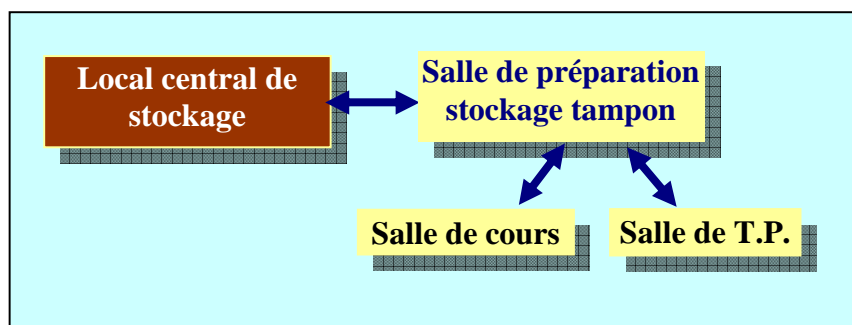 Local central de
stockage
Salle de préparation
stockage tampon
Salle de cours
Salle de T.P.